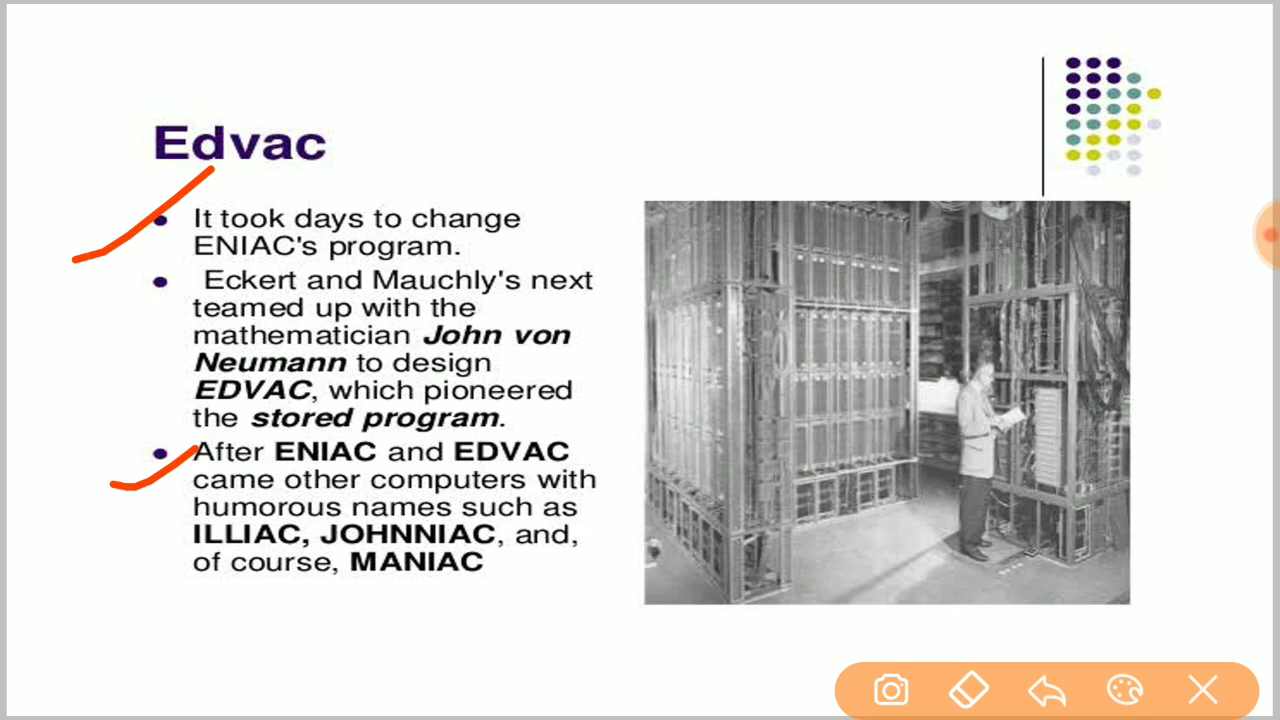 Edvac
It took days to change
ENIAC's program.
Eckert and Mauchly's next
teamed up with the
mathematician John von
Neumann to design
EDVAC, which pioneered
the stored program.
After ENIAC and EDVAC
came other computers with
humorous names such as
ILLIAC, JOHNNIAC, and,
of course, MANIAC